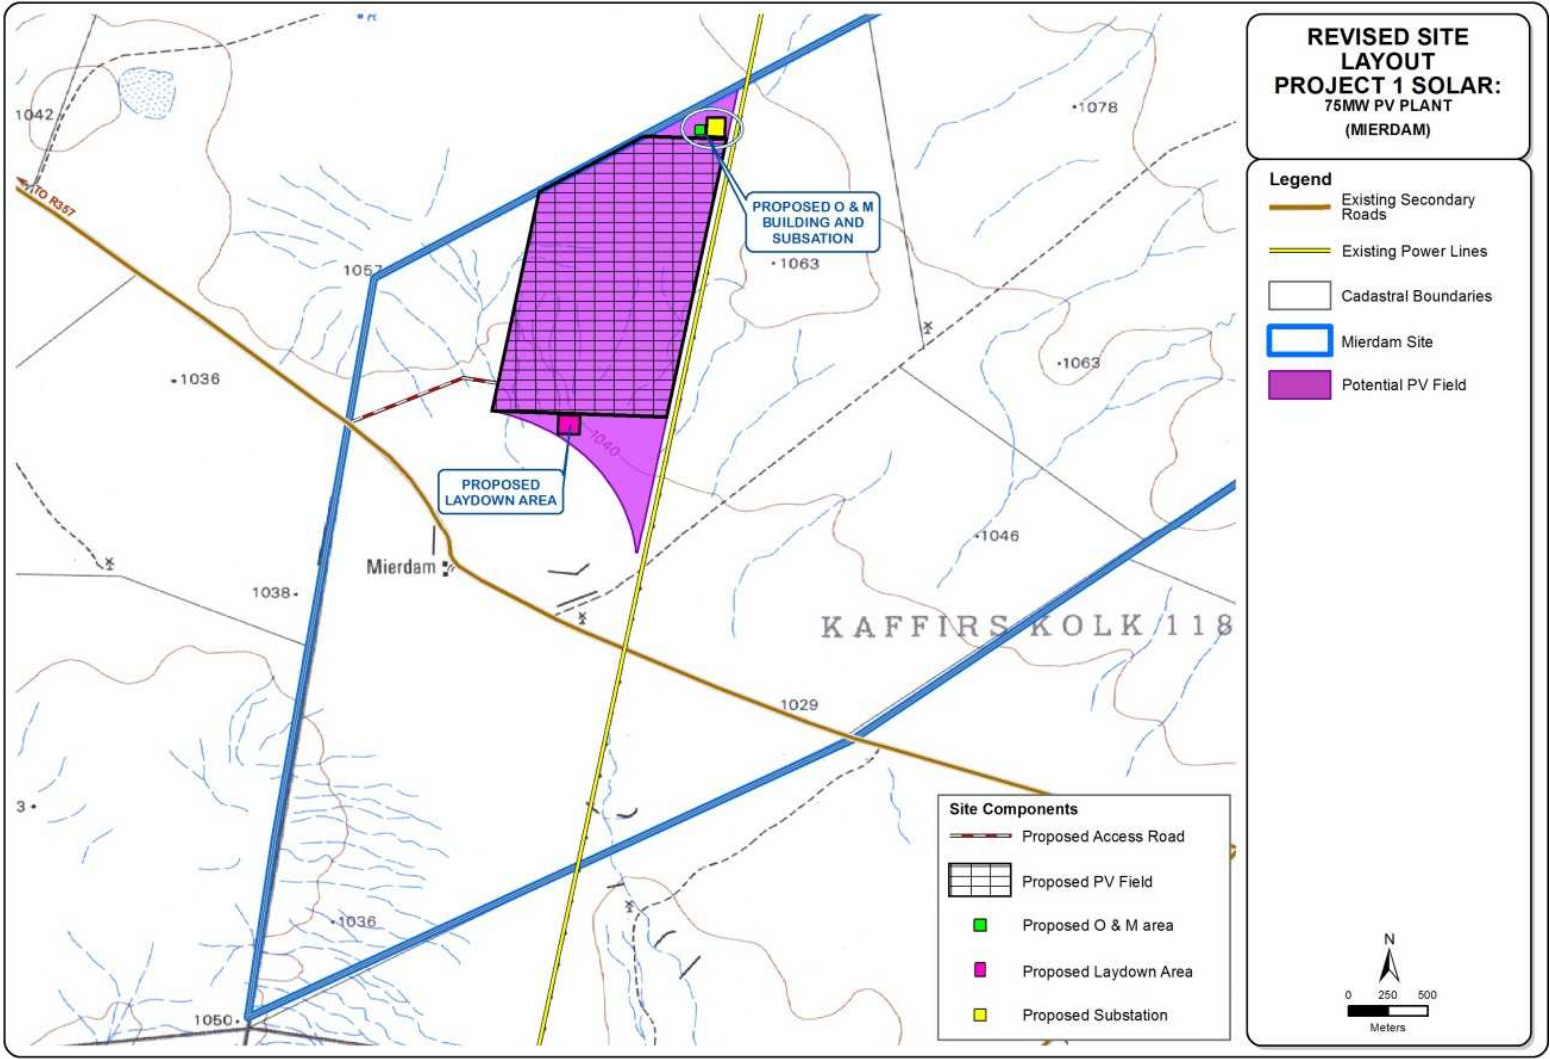 REVISED SITE
LAYOUT
PROJECT 1 SOLAR:
75MW PV PLANT
(MIERDAM)
Legend
Existing Secondary
Roads
Existing Power Lines
Cadastral Boundaries
Mierdam Site
Potential PV Field
N
0 250 500
Meters
1042
TO R357
1078
PROPOSED O & M
BUILDING AND
SUBSATION
1057
1063
1036
1063
1040
PROPOSED
LAYDOWN AREA
1046
Mierdam
1038
KAFFIRS KOLK 118
1029
3
1036
1050
Site Components
Proposed Access Road
Proposed PV Field
Proposed O & M area
Proposed Laydown Area
Proposed Substation